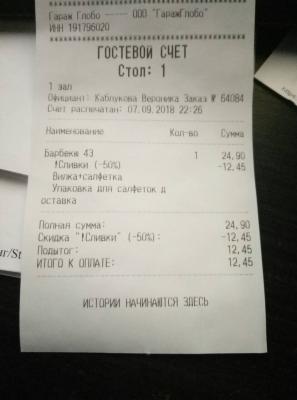 Гараж Глобо ----- ООО "ГаражГлобо"
ИНН 191796020
ГОСТЕВОЙ СЧЕТ
Стол: 1
1 зал
Официант: Каблукова Вероника Заказ № 64084
Счет распечатан: 07.09.2018 22:26
Наименование Кол-во Сумма
Барбекю 43 1 24,90
!Сливки (-50%) -12,45
Вилка+салфетка
Упаковка для салфеток д
оставка
Полная сумма: 24,90
Скидка "!Сливки" (-50%): -12,45
Подытог: 12,45
ИТОГО К ОПЛАТЕ: 12,45
ИСТОРИИ НАЧИНАЮТСЯ ЗДЕСЬ